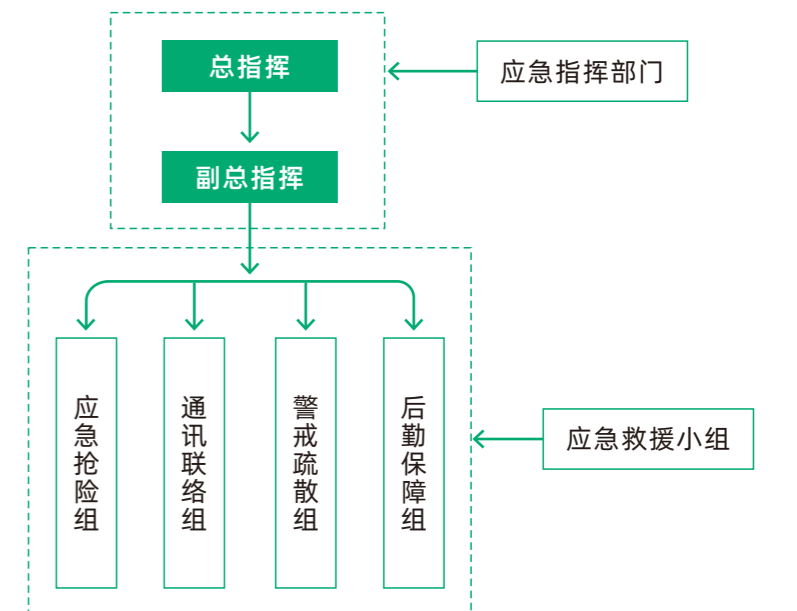 总指挥
应急指挥部门
副总指挥
应急抢险组
通讯联络组
警戒疏散组
后勤保障组
应急救援小组